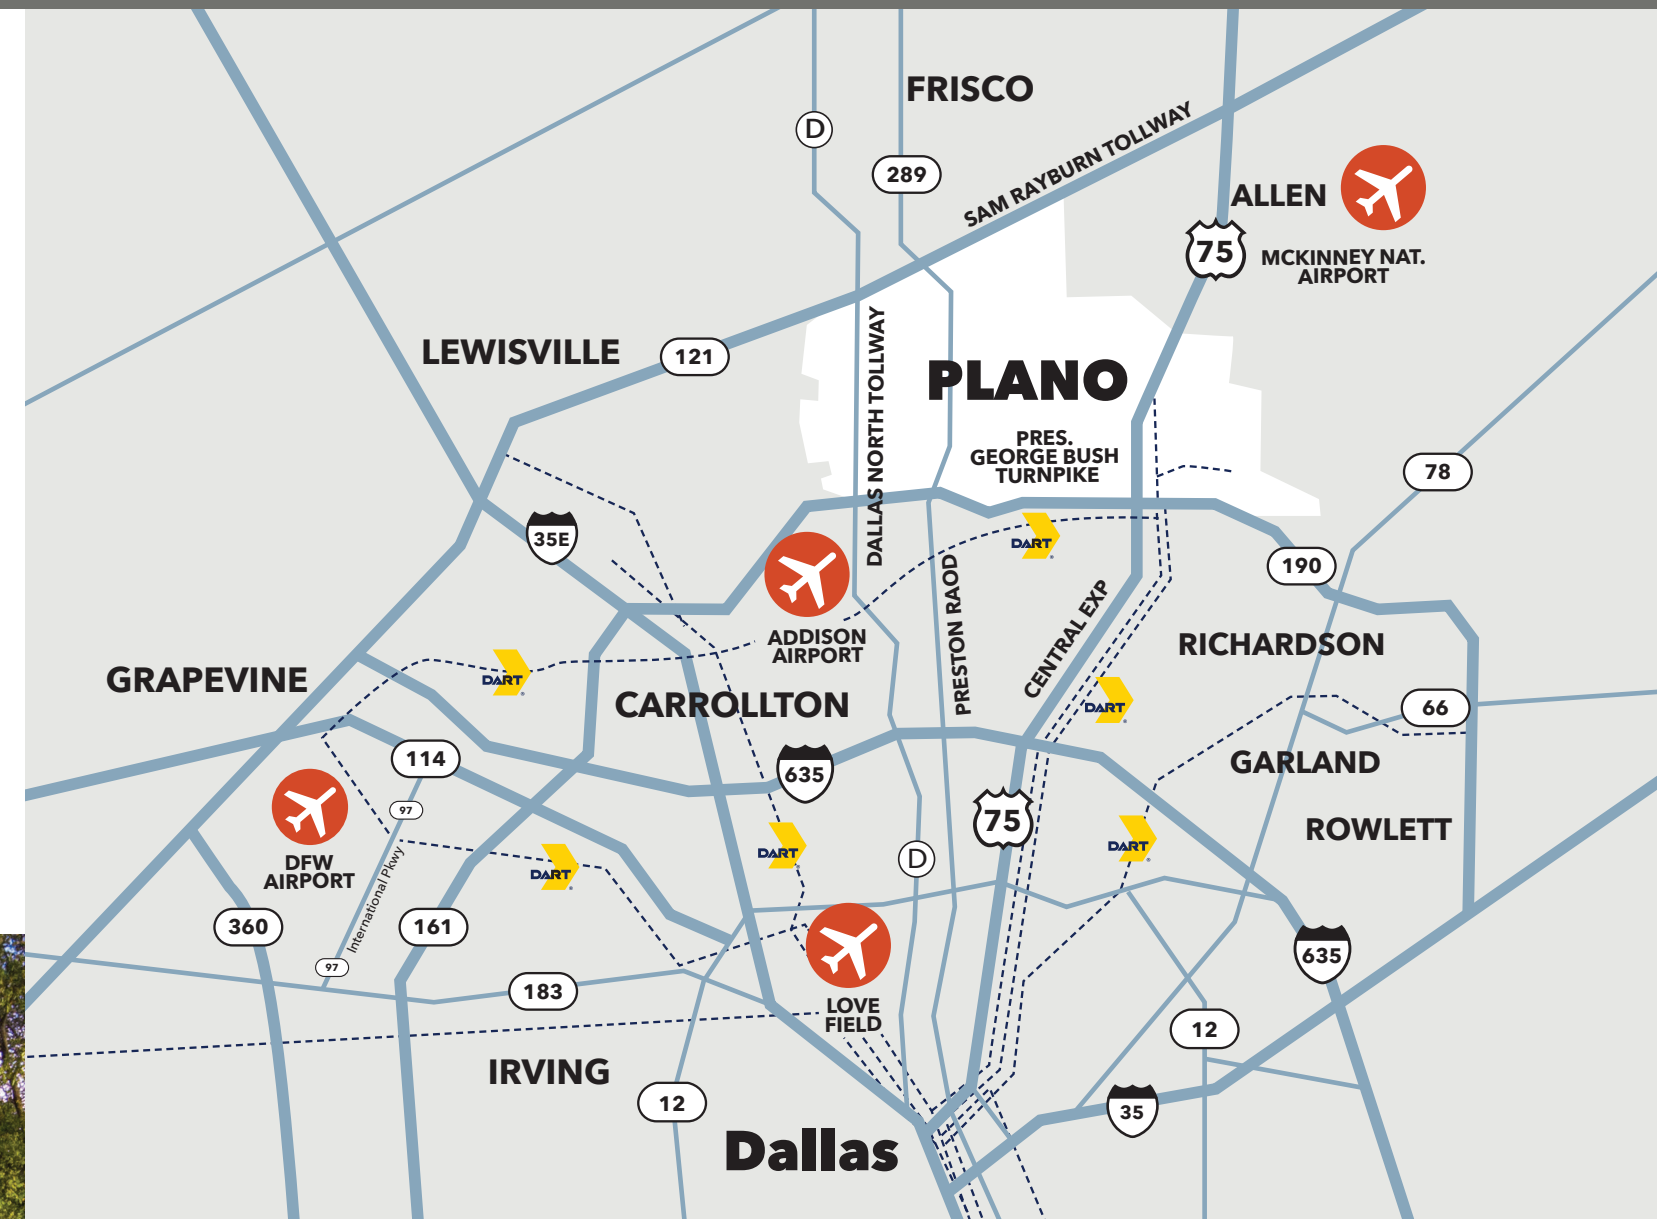 FRISCO
D
289
SAM RAYBURN TOLLWAY
ALLEN
75
MCKINNEY NAT.
AIRPORT
LEWISVILLE
121
DALLAS NORTH TOLLWAY
PLANO
PRES.
GEORGE BUSH
TURNPIKE
78
35E
DART
190
ADDISON
AIRPORT
PRESTON RAOD
CENTRAL EXP
RICHARDSON
GRAPEVINE
DART
CARROLLTON
DART
66
114
635
GARLAND
97
75
ROWLETT
DFW
AIRPORT
International Pkwy
DART
DART
D
DART
360
161
635
97
183
LOVE
FIELD
12
IRVING
12
35
Dallas